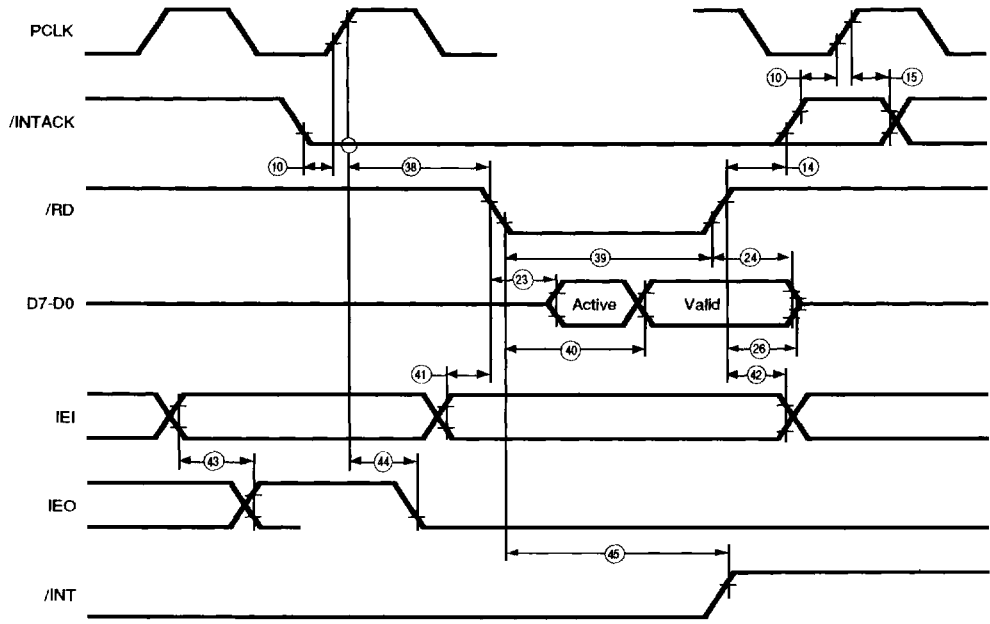 PCLK
10 15
/INTACK
10 38 14
/RD
39 24
23
D7-D0 Active Valid
40 26
41 42
IEI
43 44
IEO
45
/INT